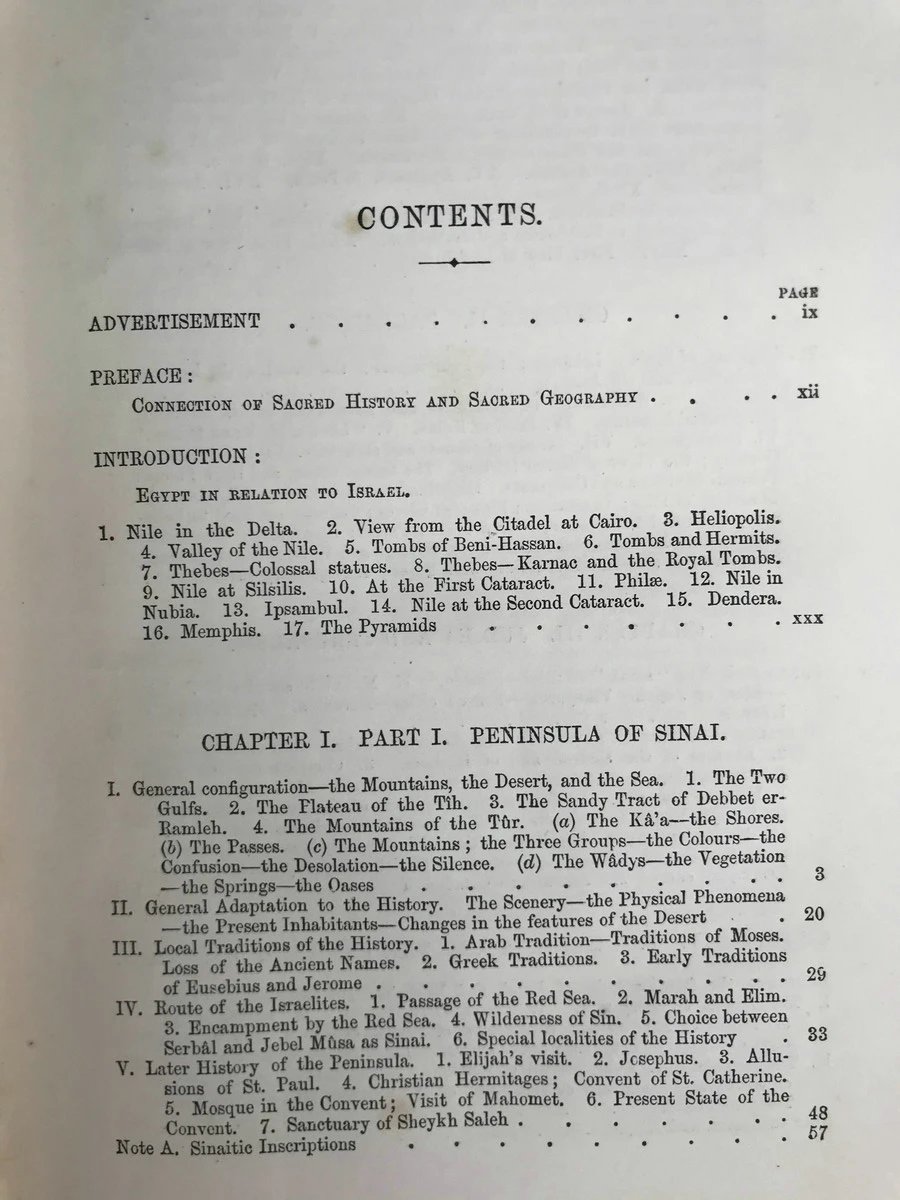 CONTENTS.
PAGE
ADVERTISEMENT . . . . . . . . . . . ix
PREFACE :
CONNECTION OF SACRED HISTORY AND SACRED GEOGRAPHY . . . . xii
INTRODUCTION :
EGYPT IN RELATION TO ISRAEL.
1. Nile in the Delta. 2. View from the Citadel at Cairo. 3. Heliopolis.
4. Valley of the Nile. 5. Tombs of Beni-Hassan. 6. Tombs and Hermits.
7. Thebes—Colossal statues. 8. Thebes—Karnac and the Royal Tombs.
9. Nile at Silsilis. 10. At the First Cataract. 11. Philæ. 12. Nile in
Nubia. 13. Ipsambul. 14. Nile at the Second Cataract. 15. Dendera.
16. Memphis. 17. The Pyramids . . . . . . . xxx
CHAPTER I. PART I. PENINSULA OF SINAI.
I. General configuration—the Mountains, the Desert, and the Sea. 1. The Two
Gulfs. 2. The Plateau of the Tîh. 3. The Sandy Tract of Debbet er-
Ramleh. 4. The Mountains of the Tûr. (a) The Kâ'a—the Shores.
(b) The Passes. (c) The Mountains ; the Three Groups—the Colours—the
Confusion—the Desolation—the Silence. (d) The Wâdys—the Vegetation
—the Springs—the Oases . . . . . . . . 3
II. General Adaptation to the History. The Scenery—the Physical Phenomena
—the Present Inhabitants—Changes in the features of the Desert . . 20
III. Local Traditions of the History. 1. Arab Tradition—Traditions of Moses.
Loss of the Ancient Names. 2. Greek Traditions. 3. Early Traditions
of Eusebius and Jerome . . . . . . . . . 29
IV. Route of the Israelites. 1. Passage of the Red Sea. 2. Marah and Elim.
3. Encampment by the Red Sea. 4. Wilderness of Sin. 5. Choice between
Serbâl and Jebel Mûsa as Sinai. 6. Special localities of the History . 33
V. Later History of the Peninsula. 1. Elijah's visit. 2. Josephus. 3. Allu-
sions of St. Paul. 4. Christian Hermitages ; Convent of St. Catherine.
5. Mosque in the Convent ; Visit of Mahomet. 6. Present State of the
Convent. 7. Sanctuary of Sheykh Saleh . . . . . . . 48
Note A. Sinaitic Inscriptions . . . . . . . . . 57